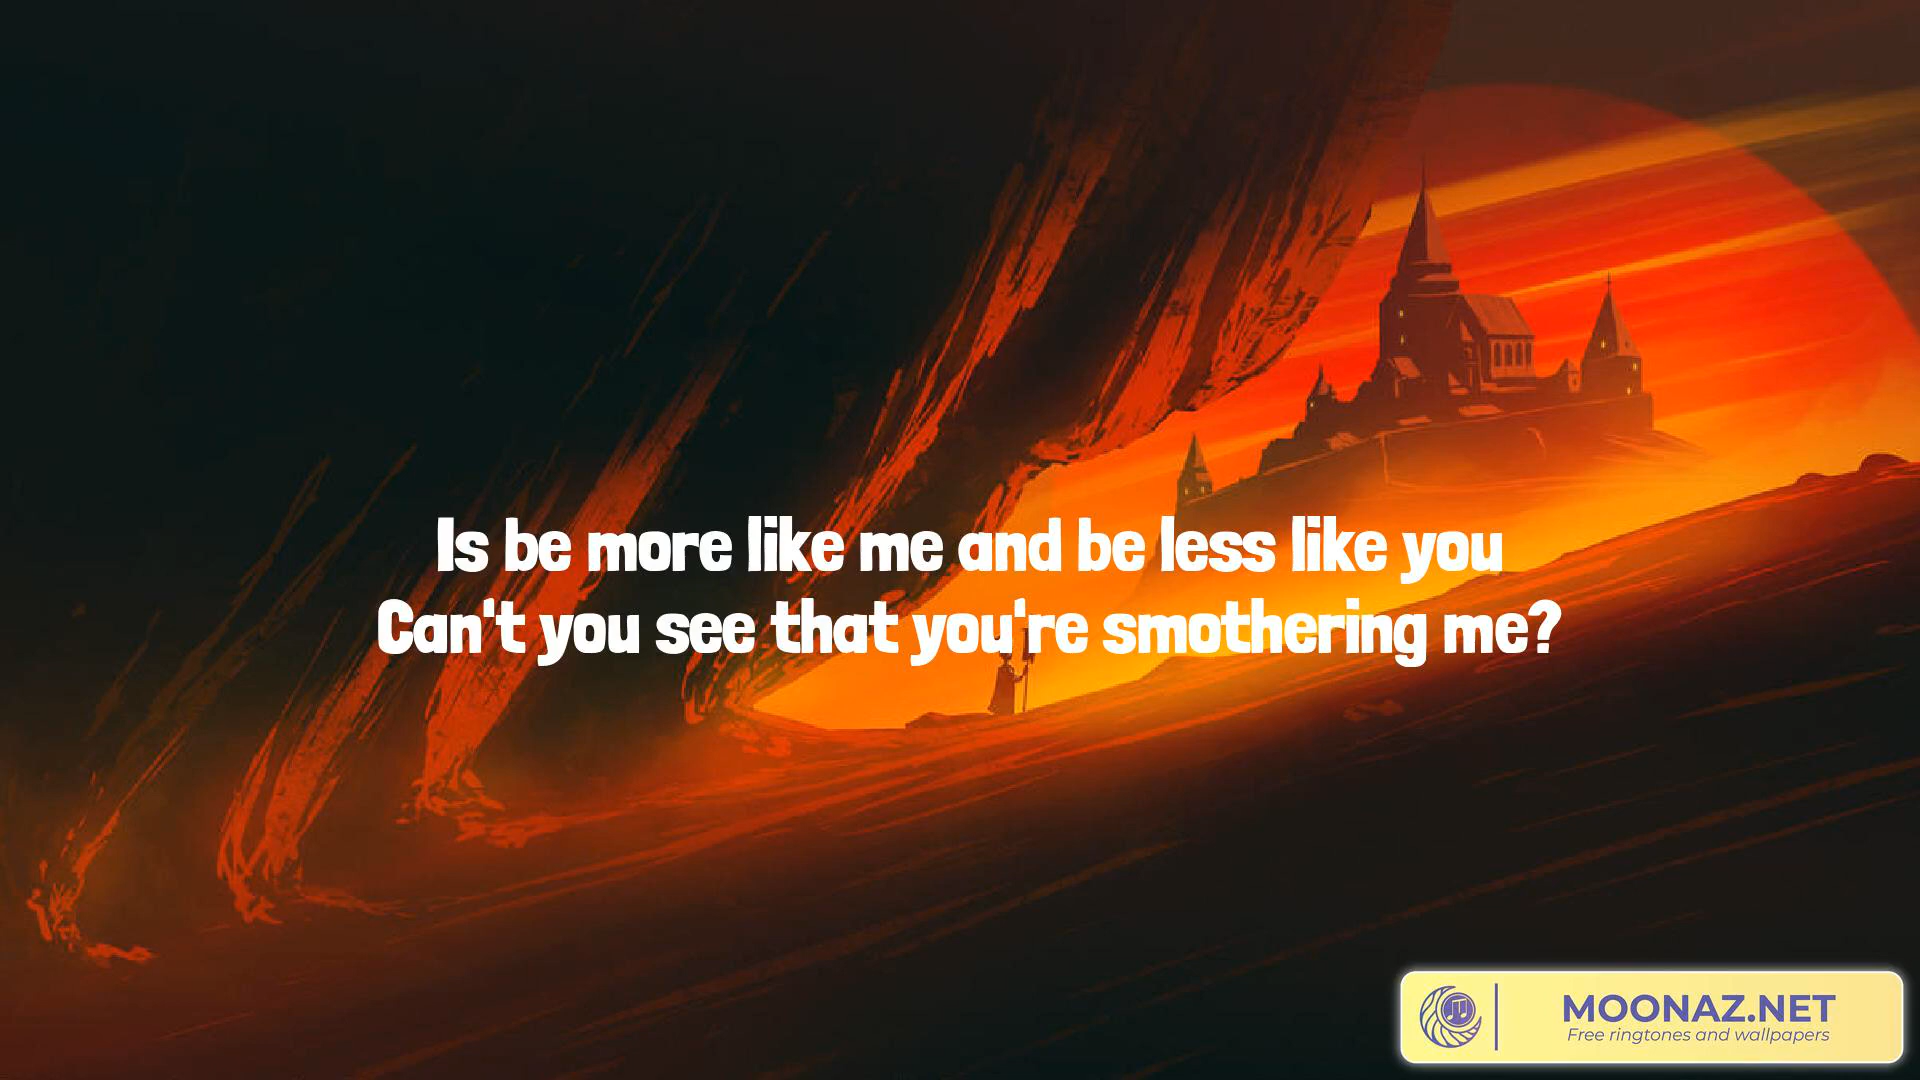 Is be more like me and be less like you
Can't you see that you're smothering me?
MOONAZ.NET
Free ringtones and wallpapers